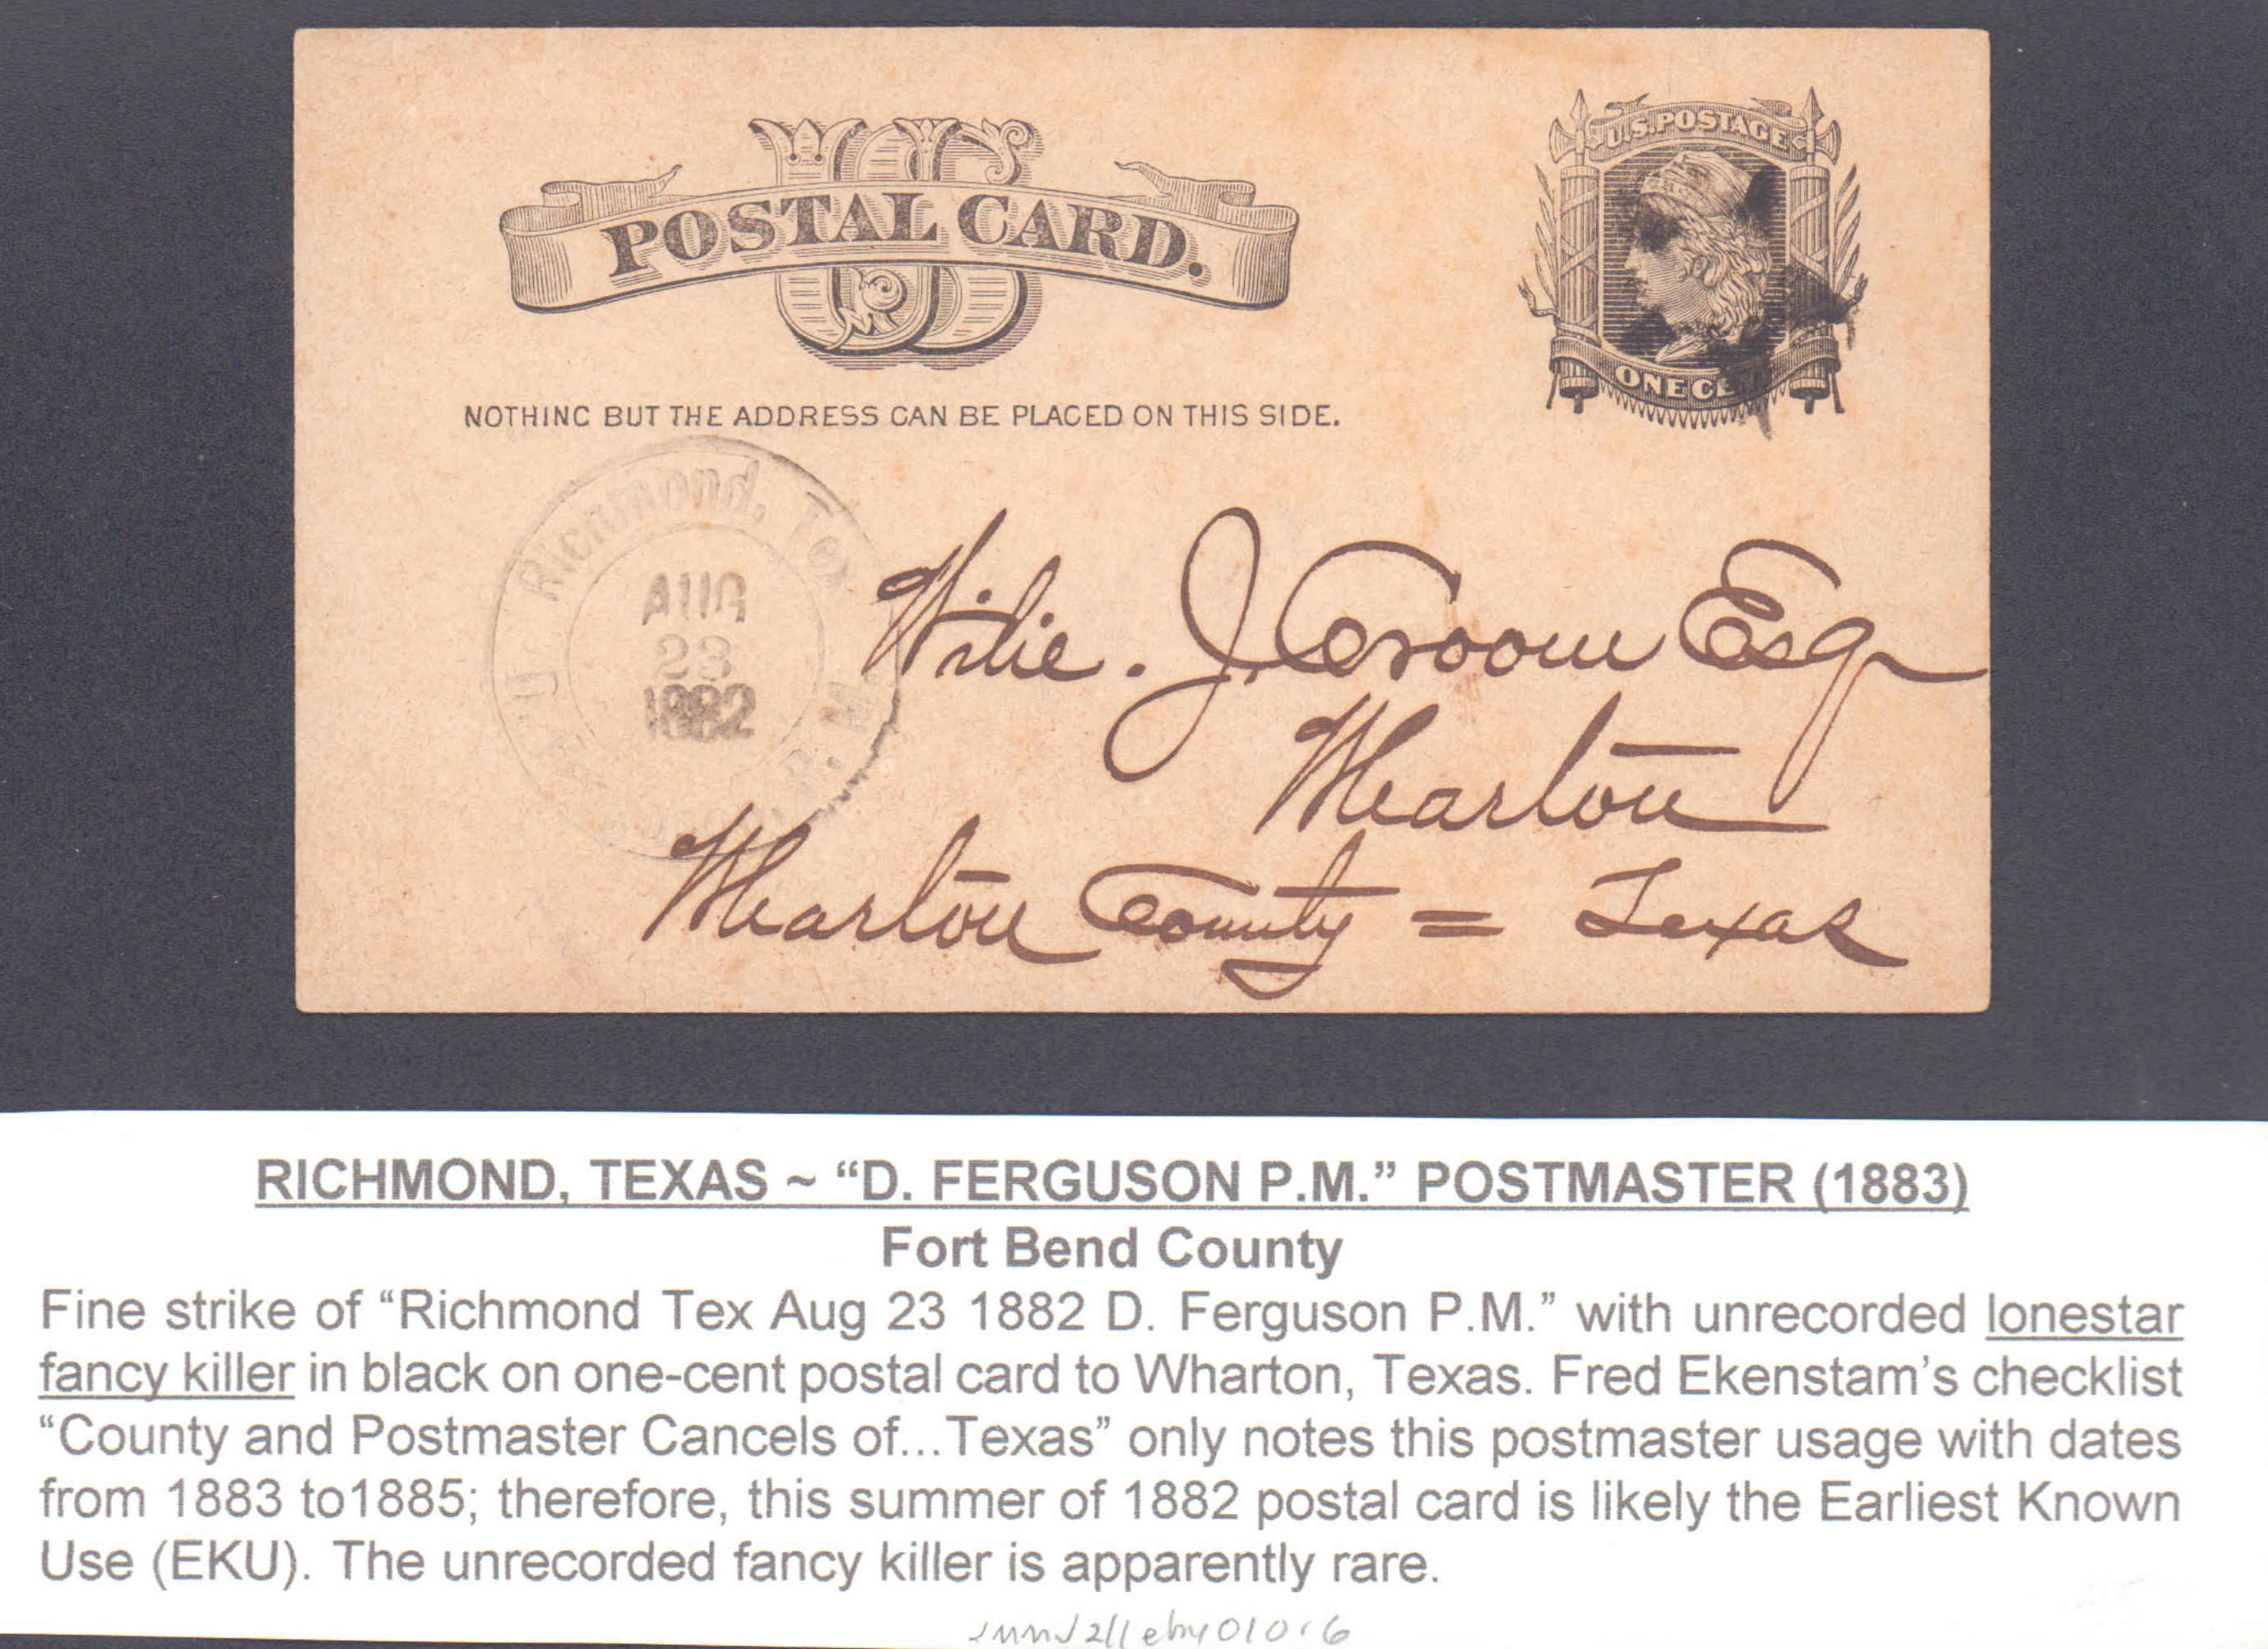 US
POSTAL CARD.
U.S. POSTAGE
ONE CENT
NOTHING BUT THE ADDRESS CAN BE PLACED ON THIS SIDE.
Richmond, Tex
AUG
23
1882
D. P. M.
Wilie. J. Croom Esq
Wharton
Wharton County = Texas
RICHMOND, TEXAS ~ “D. FERGUSON P.M.” POSTMASTER (1883)
Fort Bend County
Fine strike of “Richmond Tex Aug 23 1882 D. Ferguson P.M.” with unrecorded lonestar
fancy killer in black on one-cent postal card to Wharton, Texas. Fred Ekenstam’s checklist
“County and Postmaster Cancels of...Texas” only notes this postmaster usage with dates
from 1883 to1885; therefore, this summer of 1882 postal card is likely the Earliest Known
Use (EKU). The unrecorded fancy killer is apparently rare.